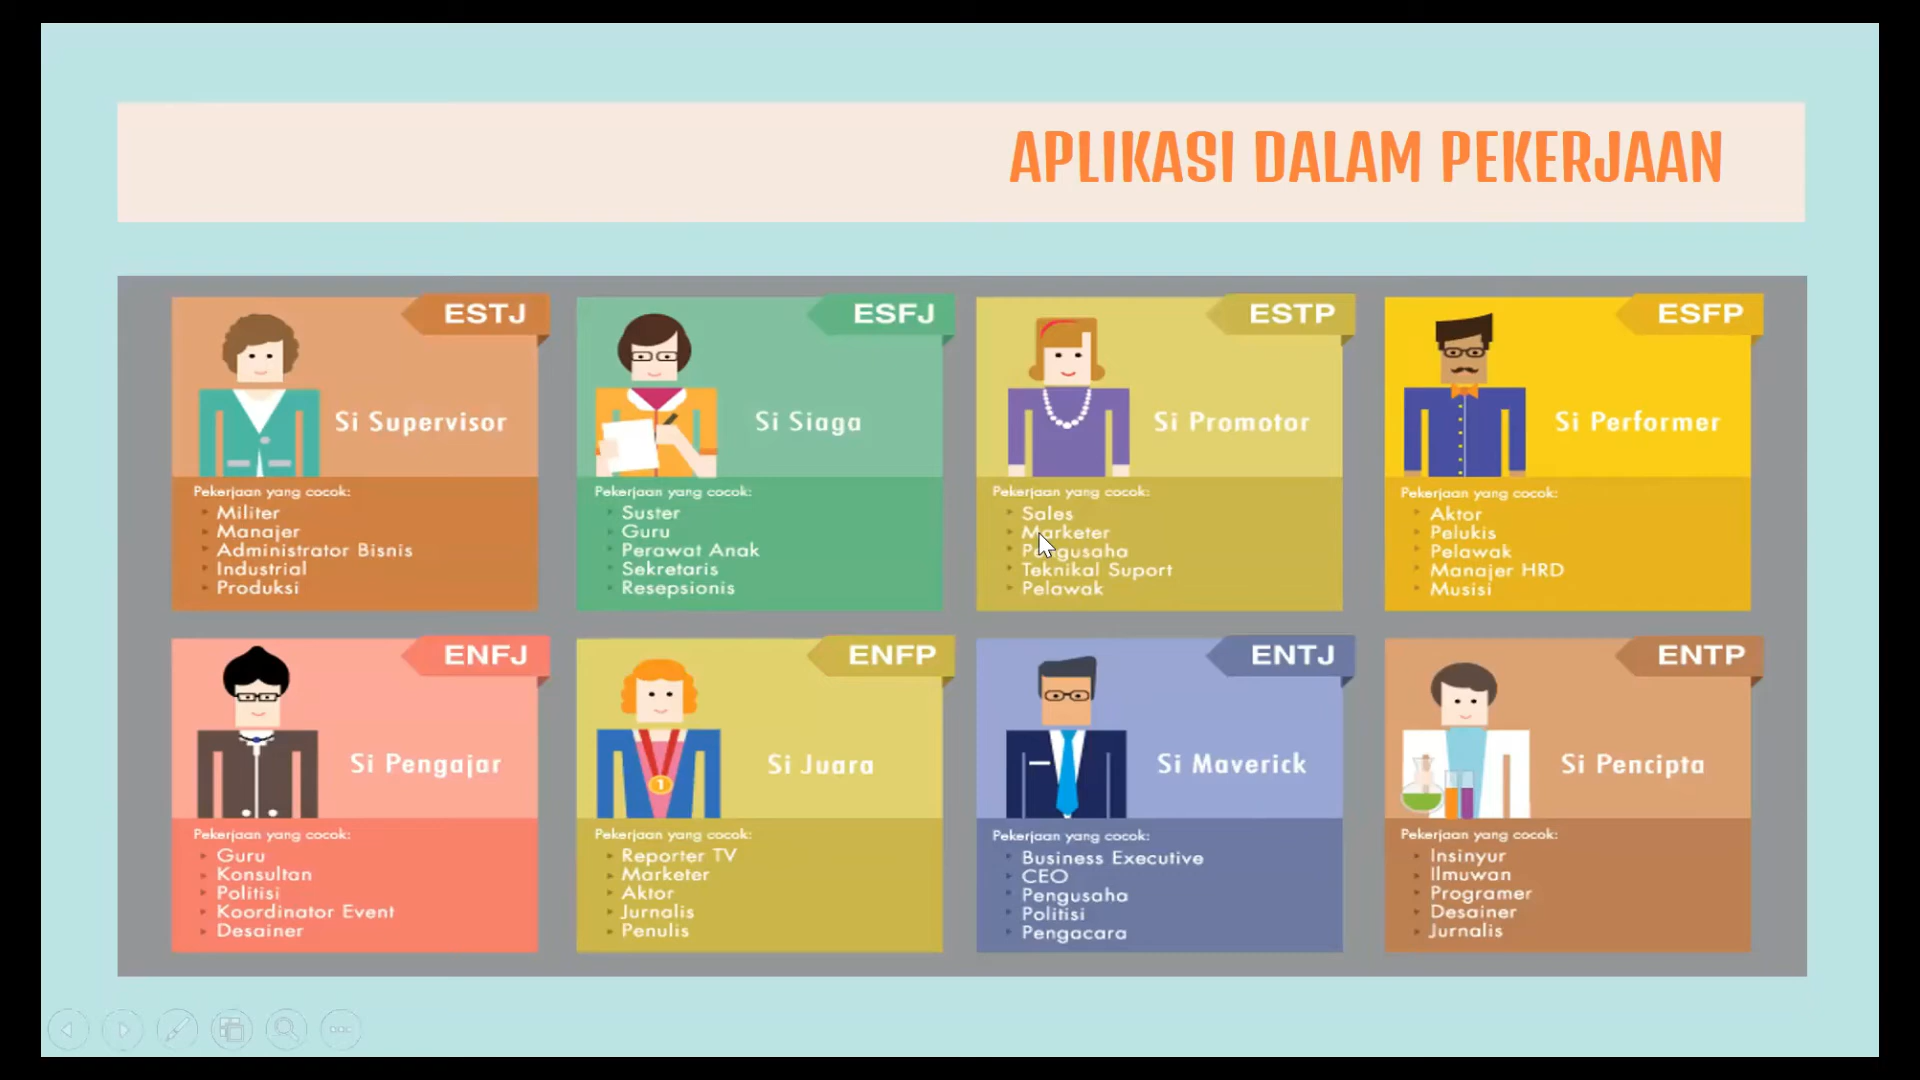 APLIKASI DALAM PEKERJAAN
ESTJ
Si Supervisor
Pekerjaan yang cocok:
Militer
Manajer
Administrator Bisnis
Industrial
Produksi
ESFJ
Si Siaga
Pekerjaan yang cocok:
Suster
Guru
Perawat Anak
Sekretaris
Resepsionis
ESTP
Si Promotor
Pekerjaan yang cocok:
Sales
Marketer
Pengusaha
Teknikal Suport
Pelawak
ESFP
Si Performer
Pekerjaan yang cocok:
Aktor
Pelukis
Pelawak
Manajer HRD
Musisi
ENFJ
Si Pengajar
Pekerjaan yang cocok:
Guru
Konsultan
Politisi
Koordinator Event
Desainer
ENFP
Si Juara
Pekerjaan yang cocok:
Reporter TV
Marketer
Aktor
Jurnalis
Penulis
ENTJ
Si Maverick
Pekerjaan yang cocok:
Business Executive
CEO
Pengusaha
Politisi
Pengacara
ENTP
Si Pencipta
Pekerjaan yang cocok:
Insinyur
Ilmuwan
Programer
Desainer
Jurnalis
1